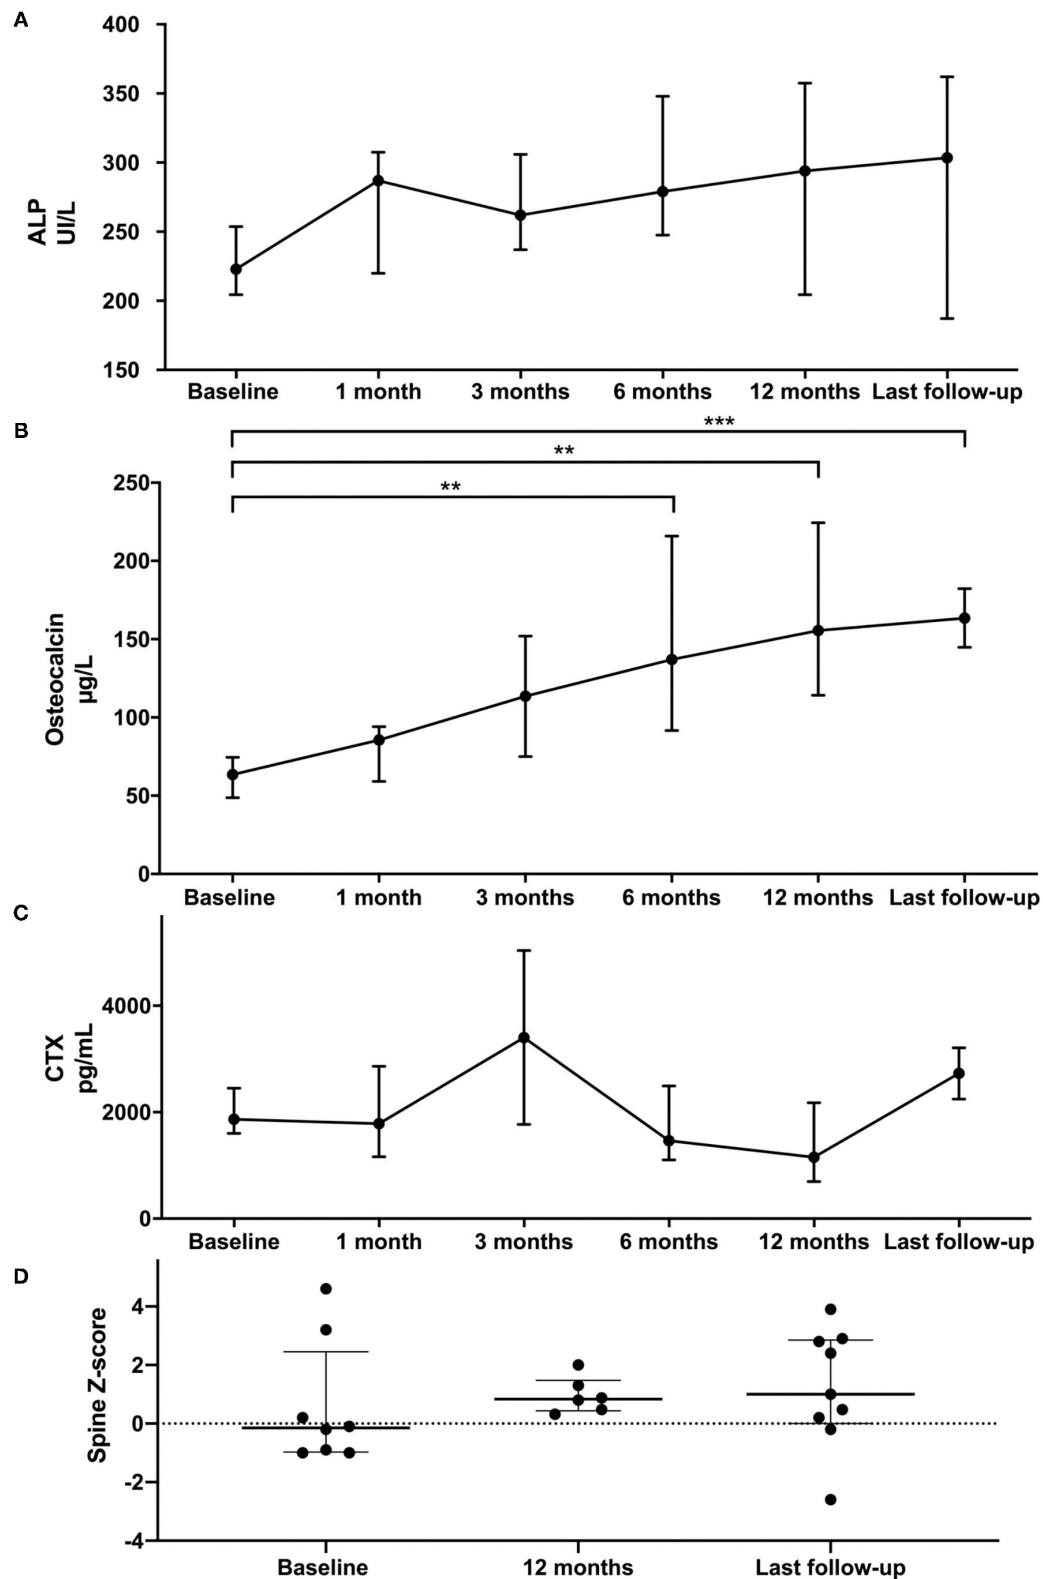 A
400
350
300
250
200
150
ALP
UI/L
Baseline 1 month 3 months 6 months 12 months Last follow-up
B
***
**
**
250
200
150
100
50
0
Osteocalcin
µg/L
Baseline 1 month 3 months 6 months 12 months Last follow-up
C
4000
2000
0
CTX
pg/mL
Baseline 1 month 3 months 6 months 12 months Last follow-up
D
4
2
0
-2
-4
Spine Z-score
Baseline 12 months Last follow-up